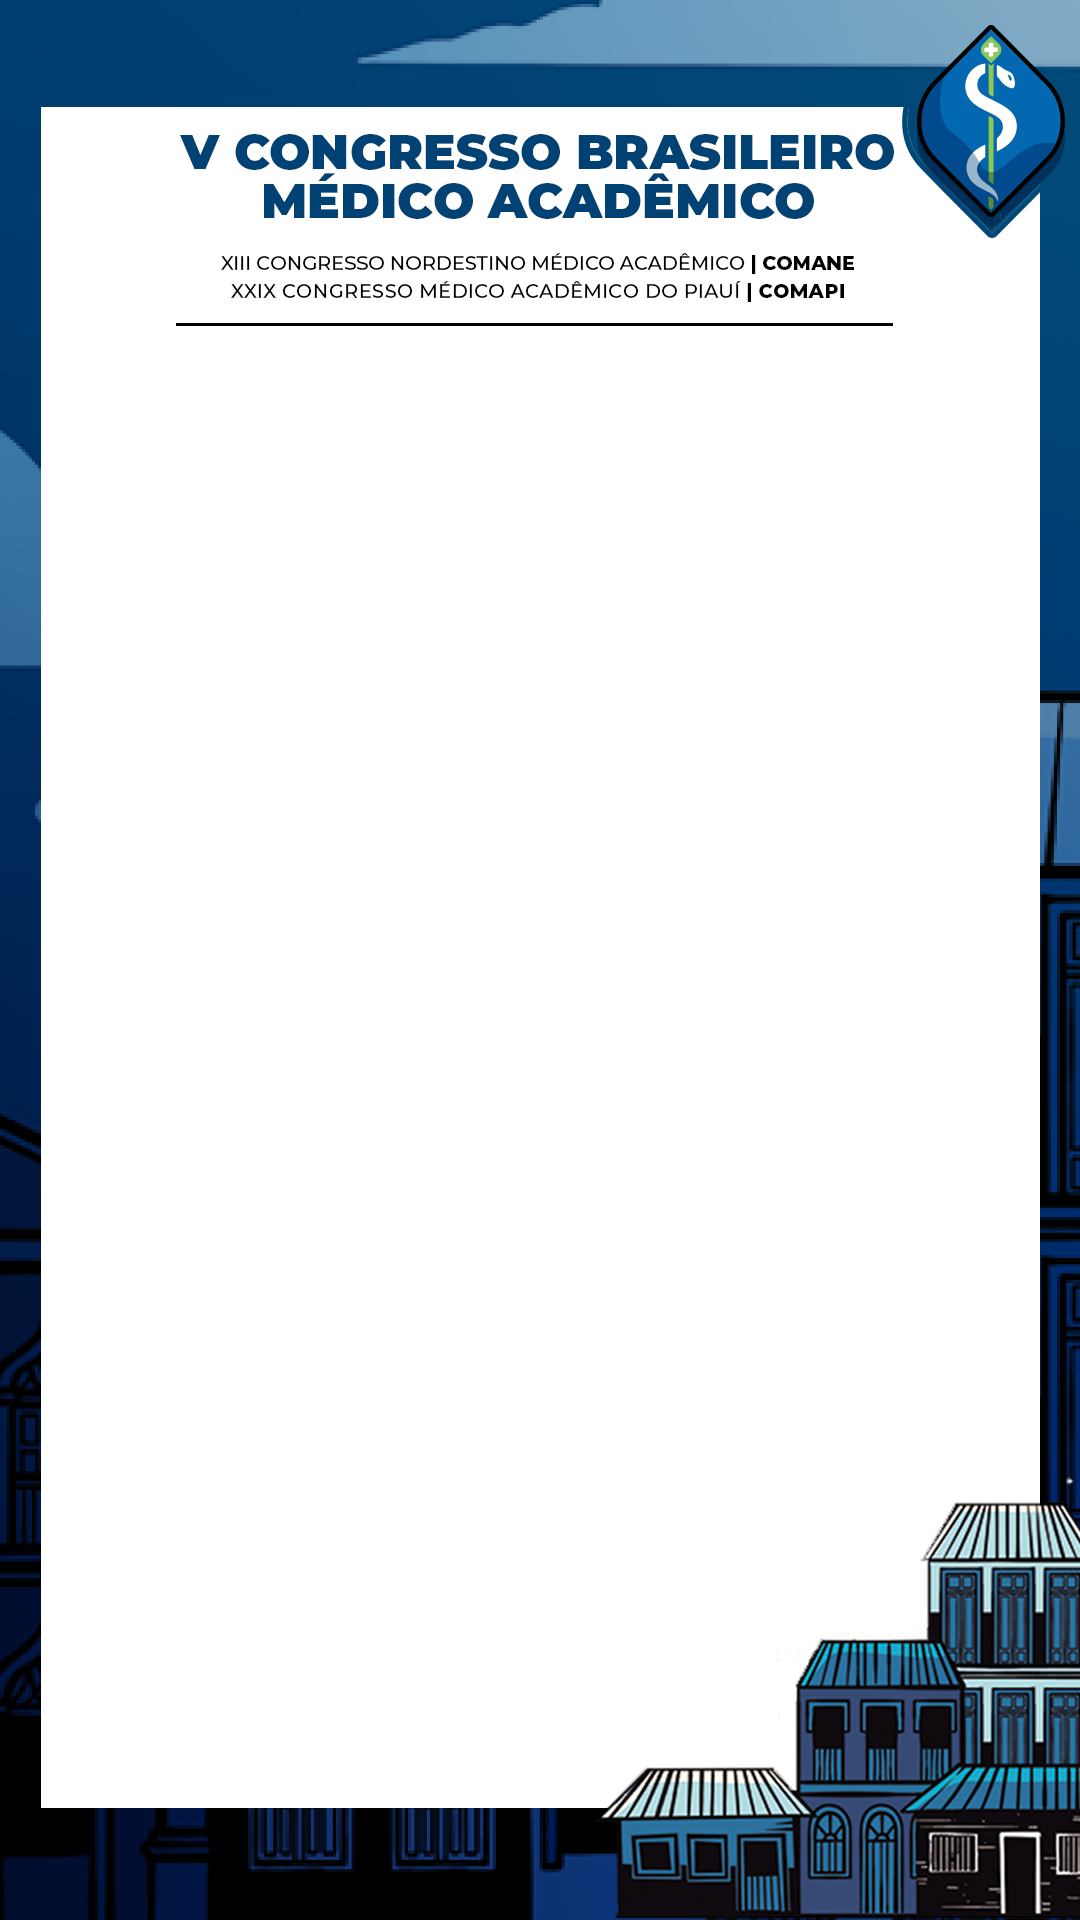 V CONGRESSO BRASILEIRO
MÉDICO ACADÊMICO
XIII CONGRESSO NORDESTINO MÉDICO ACADÊMICO | COMANE
XXIX CONGRESSO MÉDICO ACADÊMICO DO PIAUÍ | COMAPI